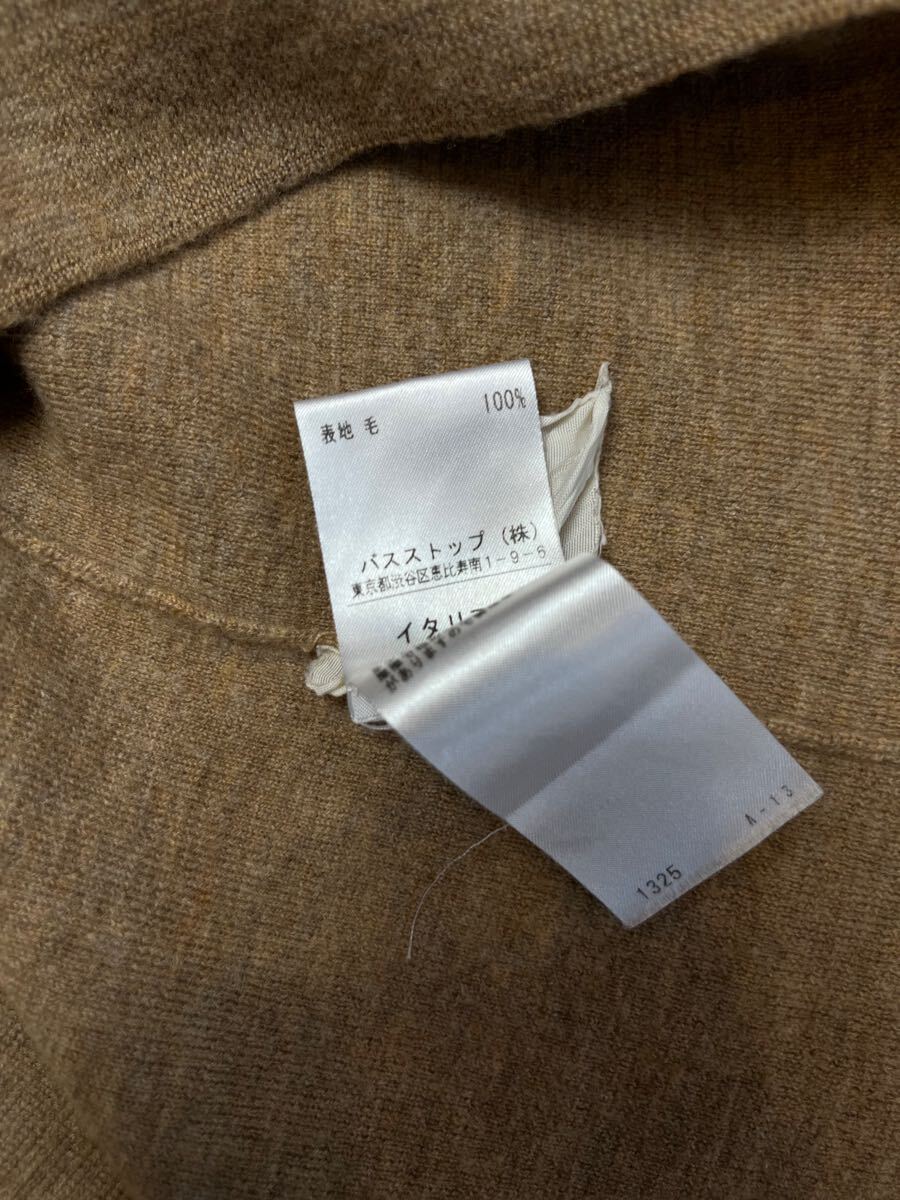 表地 毛 100%
バスストップ（株）
東京都渋谷区恵比寿南1-9-6
イタリ
A-13
1325